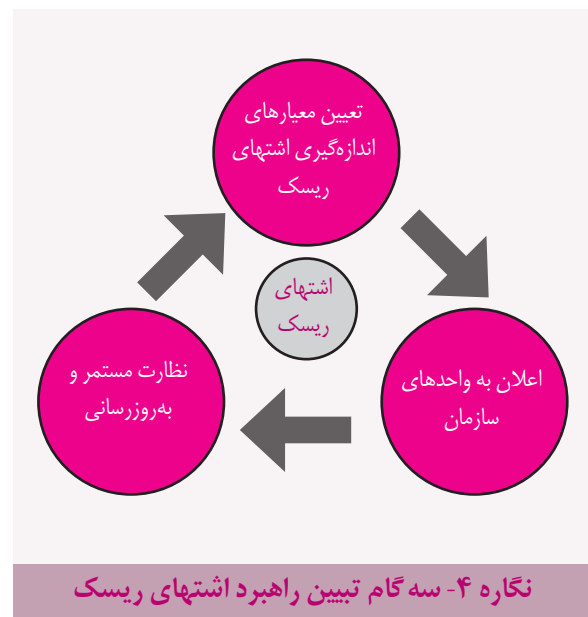 تعیین معیارهای
اندازه‌گیری اشتهای
ریسک
اشتهای
ریسک
اعلان به واحدهای
سازمان
نظارت مستمر و
به‌روزرسانی
نگاره ۴- سه گام تبیین راهبرد اشتهای ریسک